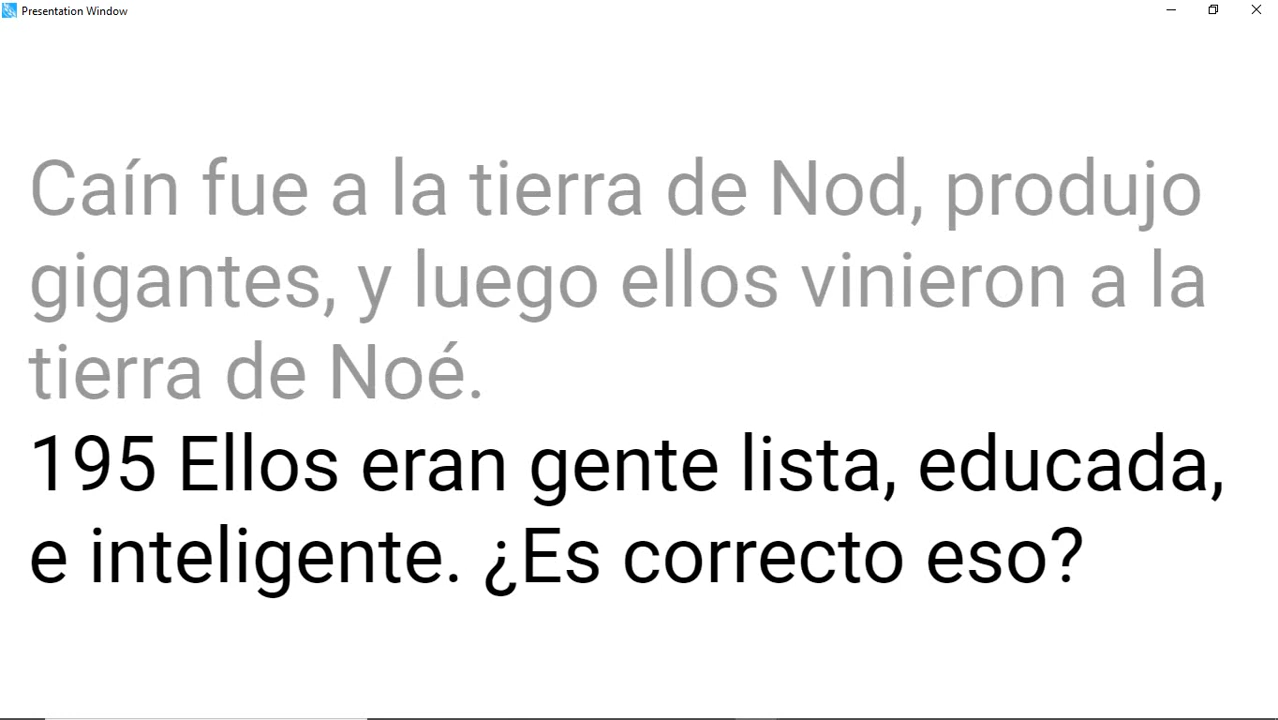 Presentation Window
Caín fue a la tierra de Nod, produjo
gigantes, y luego ellos vinieron a la
tierra de Noé.
195 Ellos eran gente lista, educada,
e inteligente. ¿Es correcto eso?